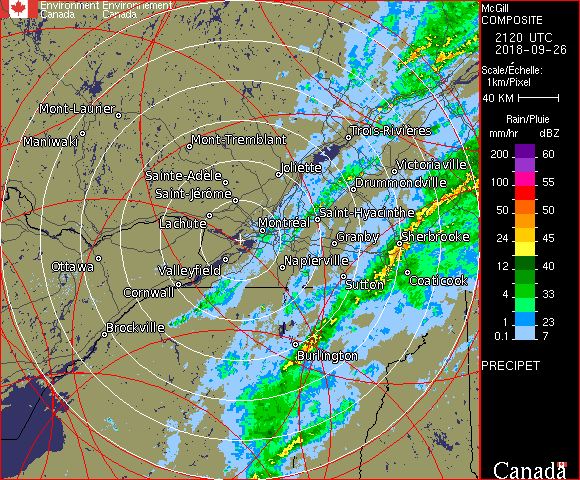 Environment Environnement
Canada Canada
McGill
COMPOSITE
2120 UTC
2018-09-26
Scale/Échelle:
1km/Pixel
40 KM
Rain/Pluie
mm/hr dBZ
200 60
100 55
50 50
24 45
12 40
4 33
1 23
0.1 7
PRECIPET
Canada
Mont-Laurier
Maniwaki
Mont-Tremblant
Trois-Rivières
Joliette
Victoriaville
Sainte-Adèle
Drummondville
Saint-Jérôme
Lachute
Montréal
Saint-Hyacinthe
Granby
Sherbrooke
Ottawa
Valleyfield
Napierville
Cornwall
Sutton
Coaticook
Brockville
Burlington